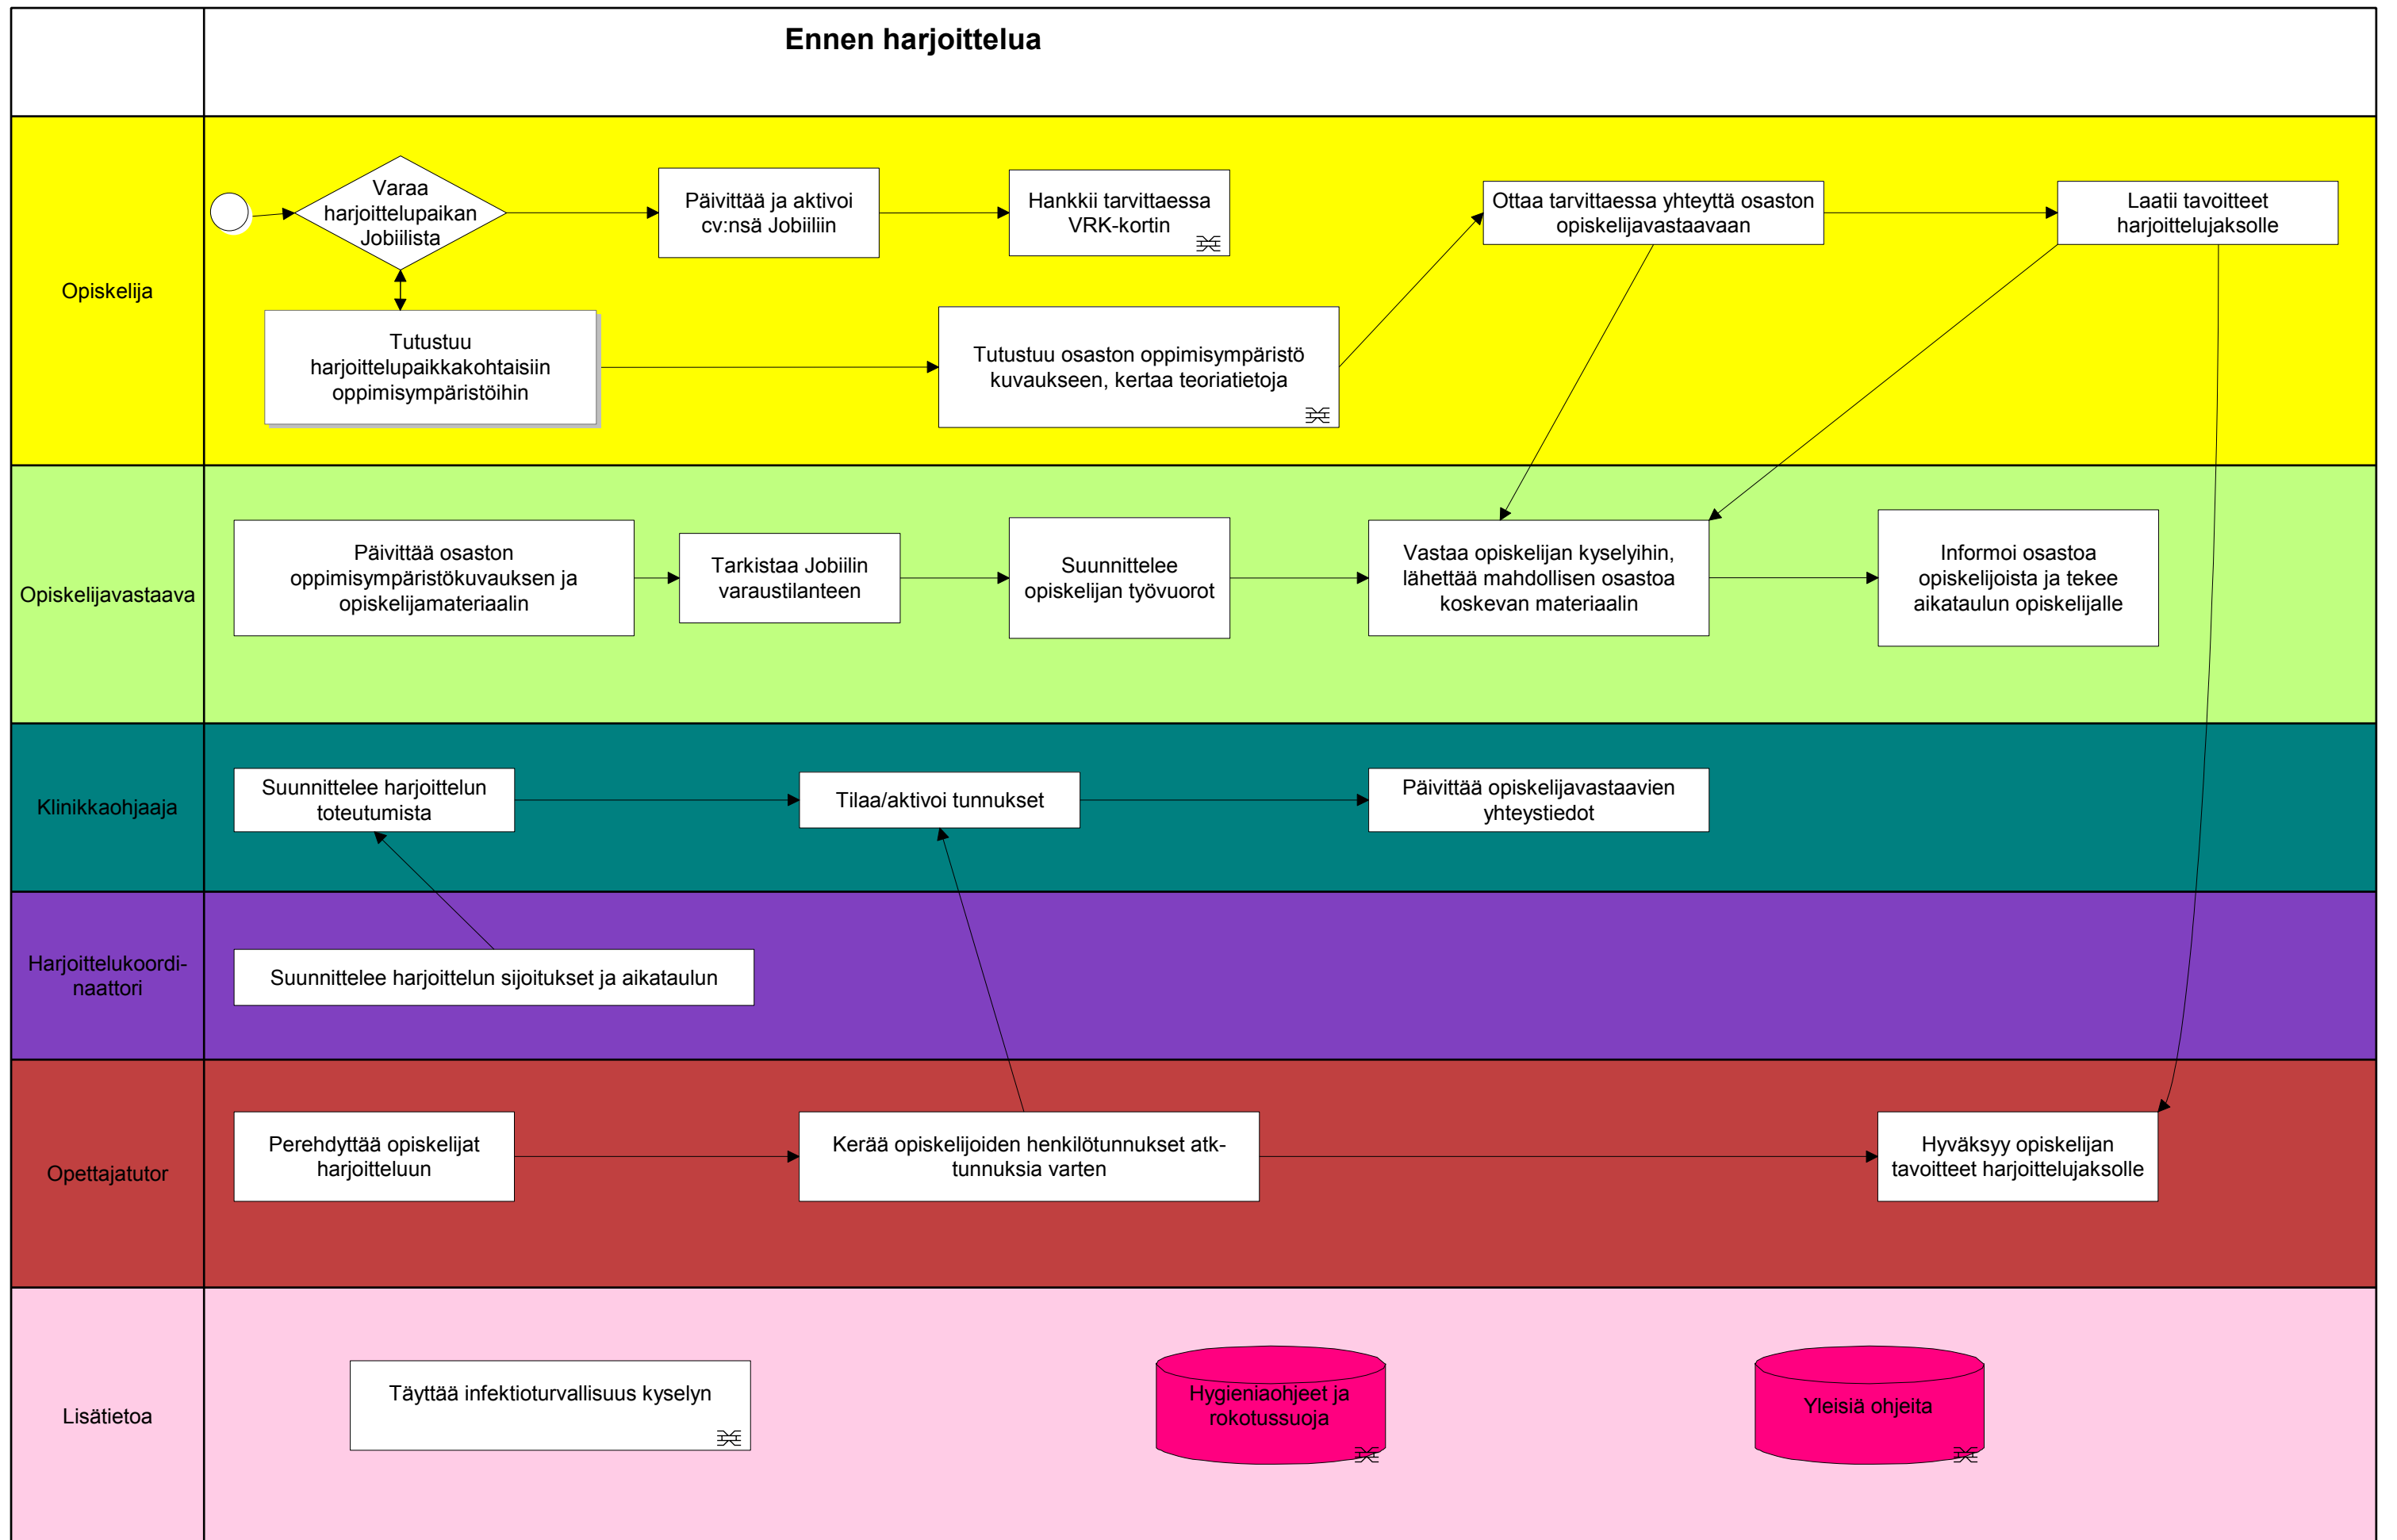 Ennen harjoittelua
Opiskelija
Varaa
harjoittelupaikan
Jobiilista
Päivittää ja aktivoi
cv:nsä Jobiiliin
Hankkii tarvittaessa
VRK-kortin
Ottaa tarvittaessa yhteyttä osaston
opiskelijavastaavaan
Laatii tavoitteet
harjoittelujaksolle
Tutustuu
harjoittelupaikkakohtaisiin
oppimisympäristöihin
Tutustuu osaston oppimisympäristö
kuvaukseen, kertaa teoriatietoja
Opiskelijavastaava
Päivittää osaston
oppimisympäristökuvauksen ja
opiskelijamateriaalin
Tarkistaa Jobiilin
varaustilanteen
Suunnittelee
opiskelijan työvuorot
Vastaa opiskelijan kyselyihin,
lähettää mahdollisen osastoa
koskevan materiaalin
Informoi osastoa
opiskelijoista ja tekee
aikataulun opiskelijalle
Klinikkaohjaaja
Suunnittelee harjoittelun
toteutumista
Tilaa/aktivoi tunnukset
Päivittää opiskelijavastaavien
yhteystiedot
Harjoittelukoordi-
naattori
Suunnittelee harjoittelun sijoitukset ja aikataulun
Opettajatutor
Perehdyttää opiskelijat
harjoitteluun
Kerää opiskelijoiden henkilötunnukset atk-
tunnuksia varten
Hyväksyy opiskelijan
tavoitteet harjoittelujaksolle
Lisätietoa
Täyttää infektioturvallisuus kyselyn
Hygieniaohjeet ja
rokotussuoja
Yleisiä ohjeita